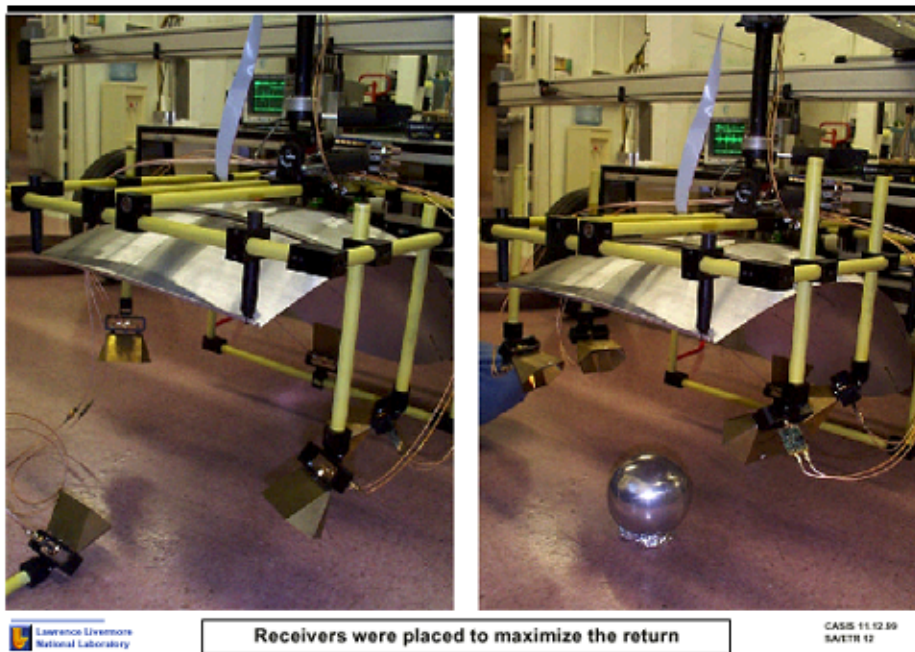 Lawrence Livermore
National Laboratory
Receivers were placed to maximize the return
CASIS 11.12.99
SA/ETR 12